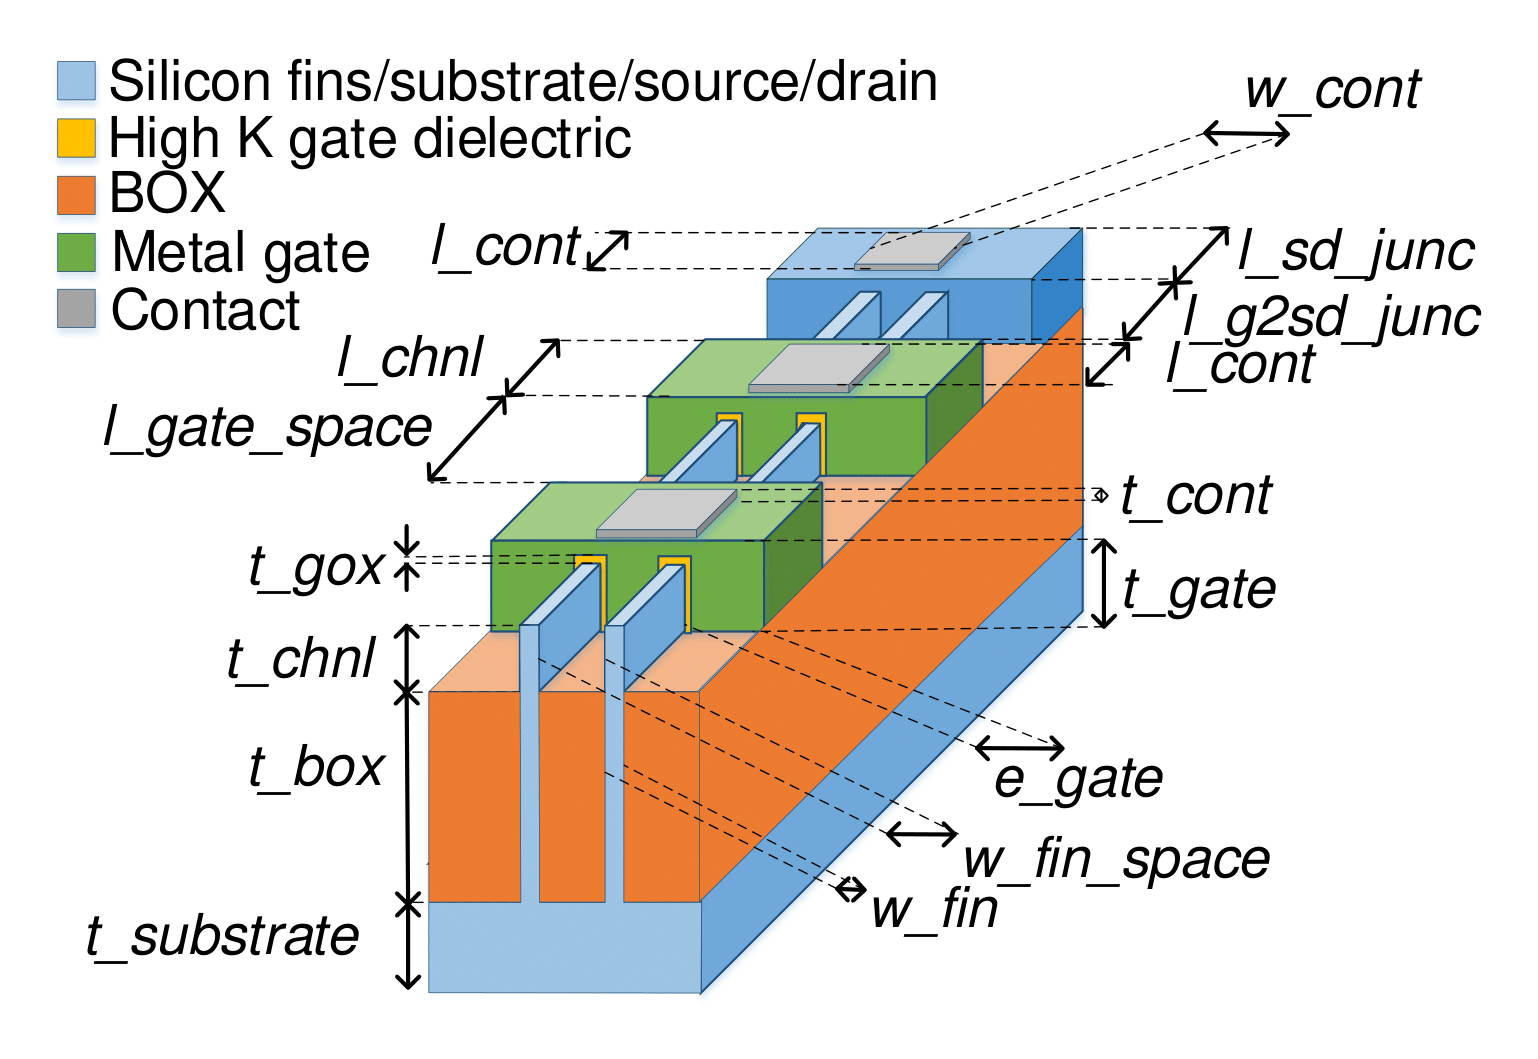 Silicon fins/substrate/source/drain
High K gate dielectric
BOX
Metal gate
Contact
w_cont
l_cont
l_sd_junc
l_g2sd_junc
l_cont
l_chnl
l_gate_space
t_cont
t_gox
t_gate
t_chnl
t_box
e_gate
w_fin_space
w_fin
t_substrate